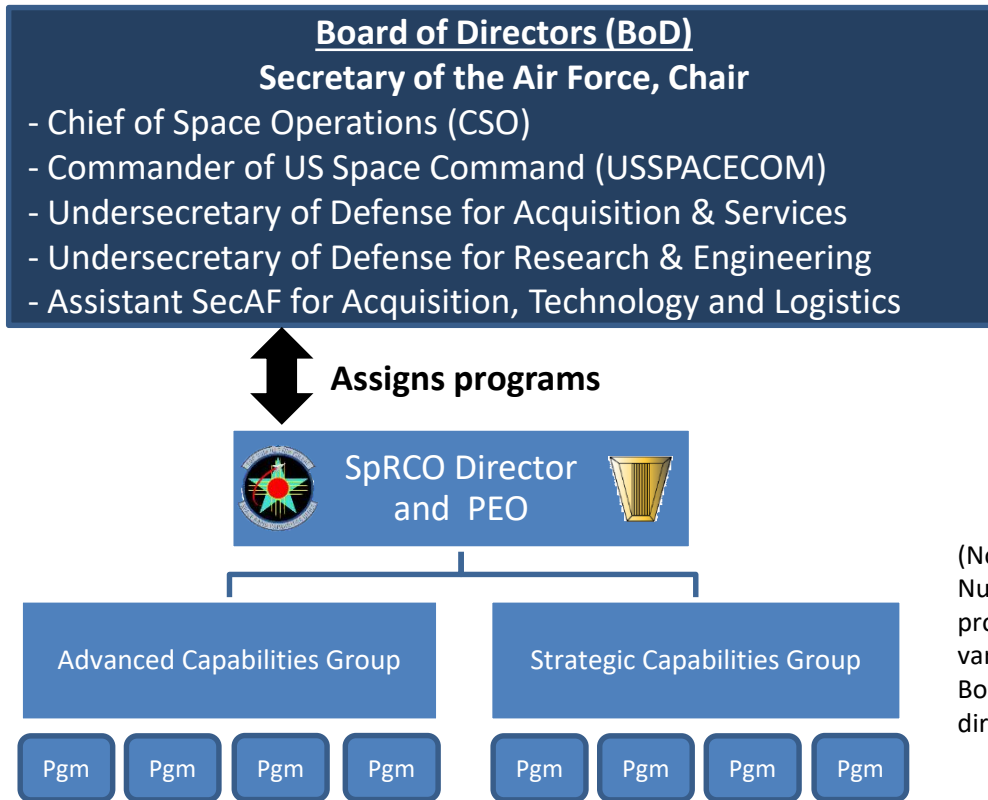 Board of Directors (BoD)
Secretary of the Air Force, Chair
- Chief of Space Operations (CSO)
- Commander of US Space Command (USSPACECOM)
- Undersecretary of Defense for Acquisition & Services
- Undersecretary of Defense for Research & Engineering
- Assistant SecAF for Acquisition, Technology and Logistics
Assigns programs
SpRCO Director
and PEO
Advanced Capabilities Group
Strategic Capabilities Group
Pgm Pgm Pgm Pgm Pgm Pgm Pgm Pgm